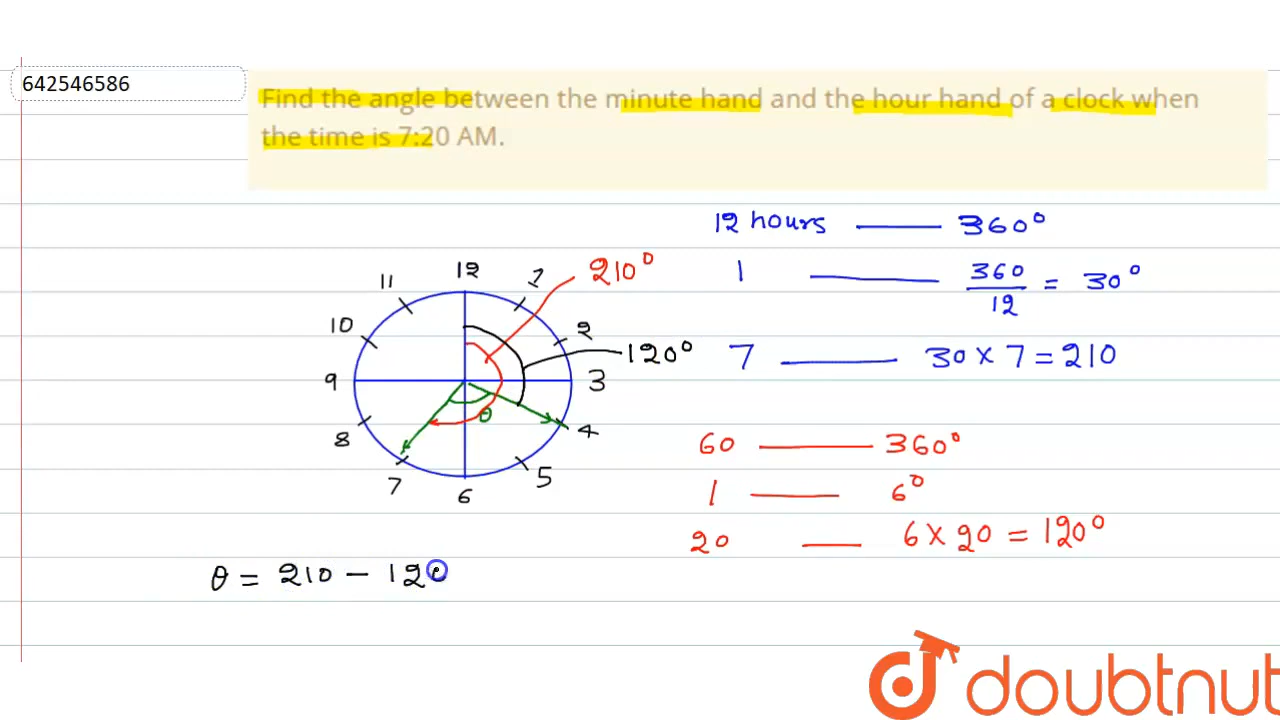 642546586
Find the angle between the minute hand and the hour hand of a clock when
the time is 7:20 AM.
12 hours — 360°
1 — 360/12 = 30°
7 — 30 × 7 = 210
60 — 360°
1 — 6°
20 — 6 × 20 = 120°
12
1
2
3
4
5
6
7
8
9
10
11
210°
120°
θ
θ = 210 − 120
doubtnut